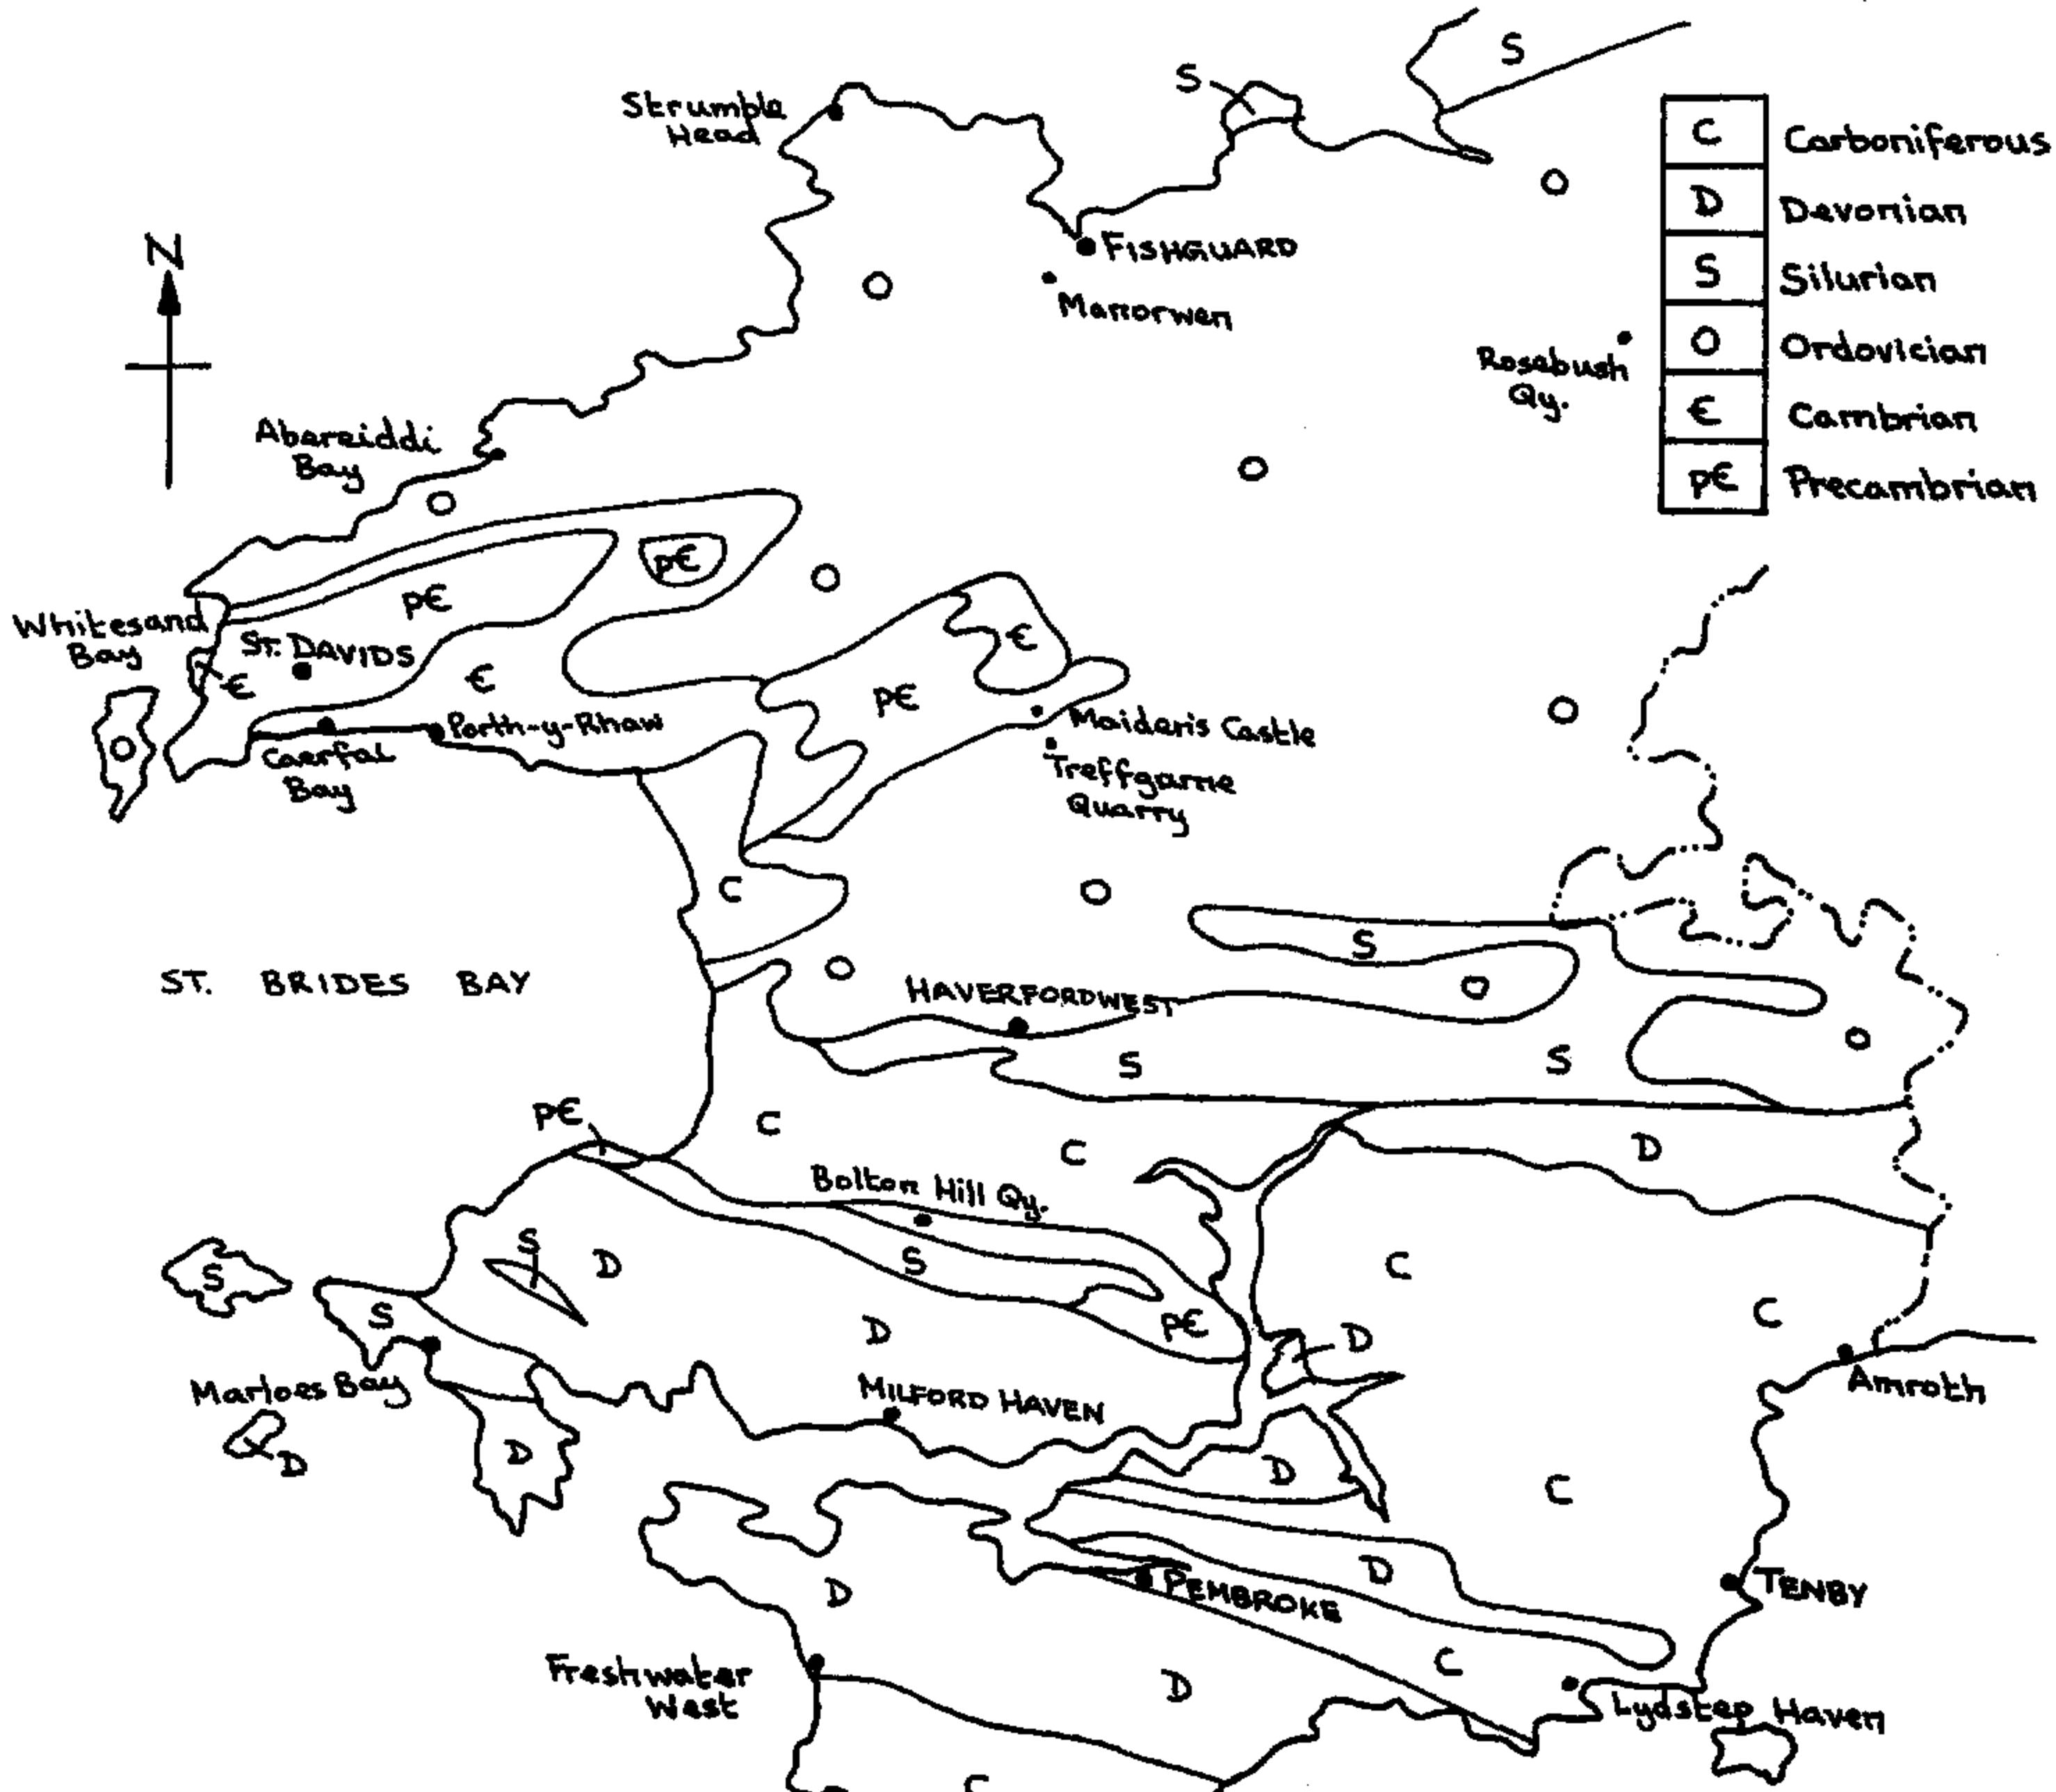 S
S
Strumble
Head
C Carboniferous
D Devonian
S Silurian
O Ordovician
Є Cambrian
pЄ Precambrian
O
N
FISHGUARD
Manorwen
O
Rosebush
Qy.
Abereiddi
Bay
O
O
pЄ
O
pЄ
Whitesand
Bay
ST. DAVIDS
Є
Є
Є
pЄ
O
O
Porth-y-Rhaw
Caerfai
Bay
Maiden's Castle
Treffgarne
Quarry
C
O
S
O
O
ST. BRIDES BAY
HAVERFORDWEST
O
S
S
pЄ
C
C
D
Bolton Hill Qy.
S
D
S
C
S
S
D
pЄ
D
C
Marloes Bay
MILFORD HAVEN
Amroth
D
D
D
C
D
D
PEMBROKE
TENBY
Freshwater
West
D
C
Lydstep Haven
C